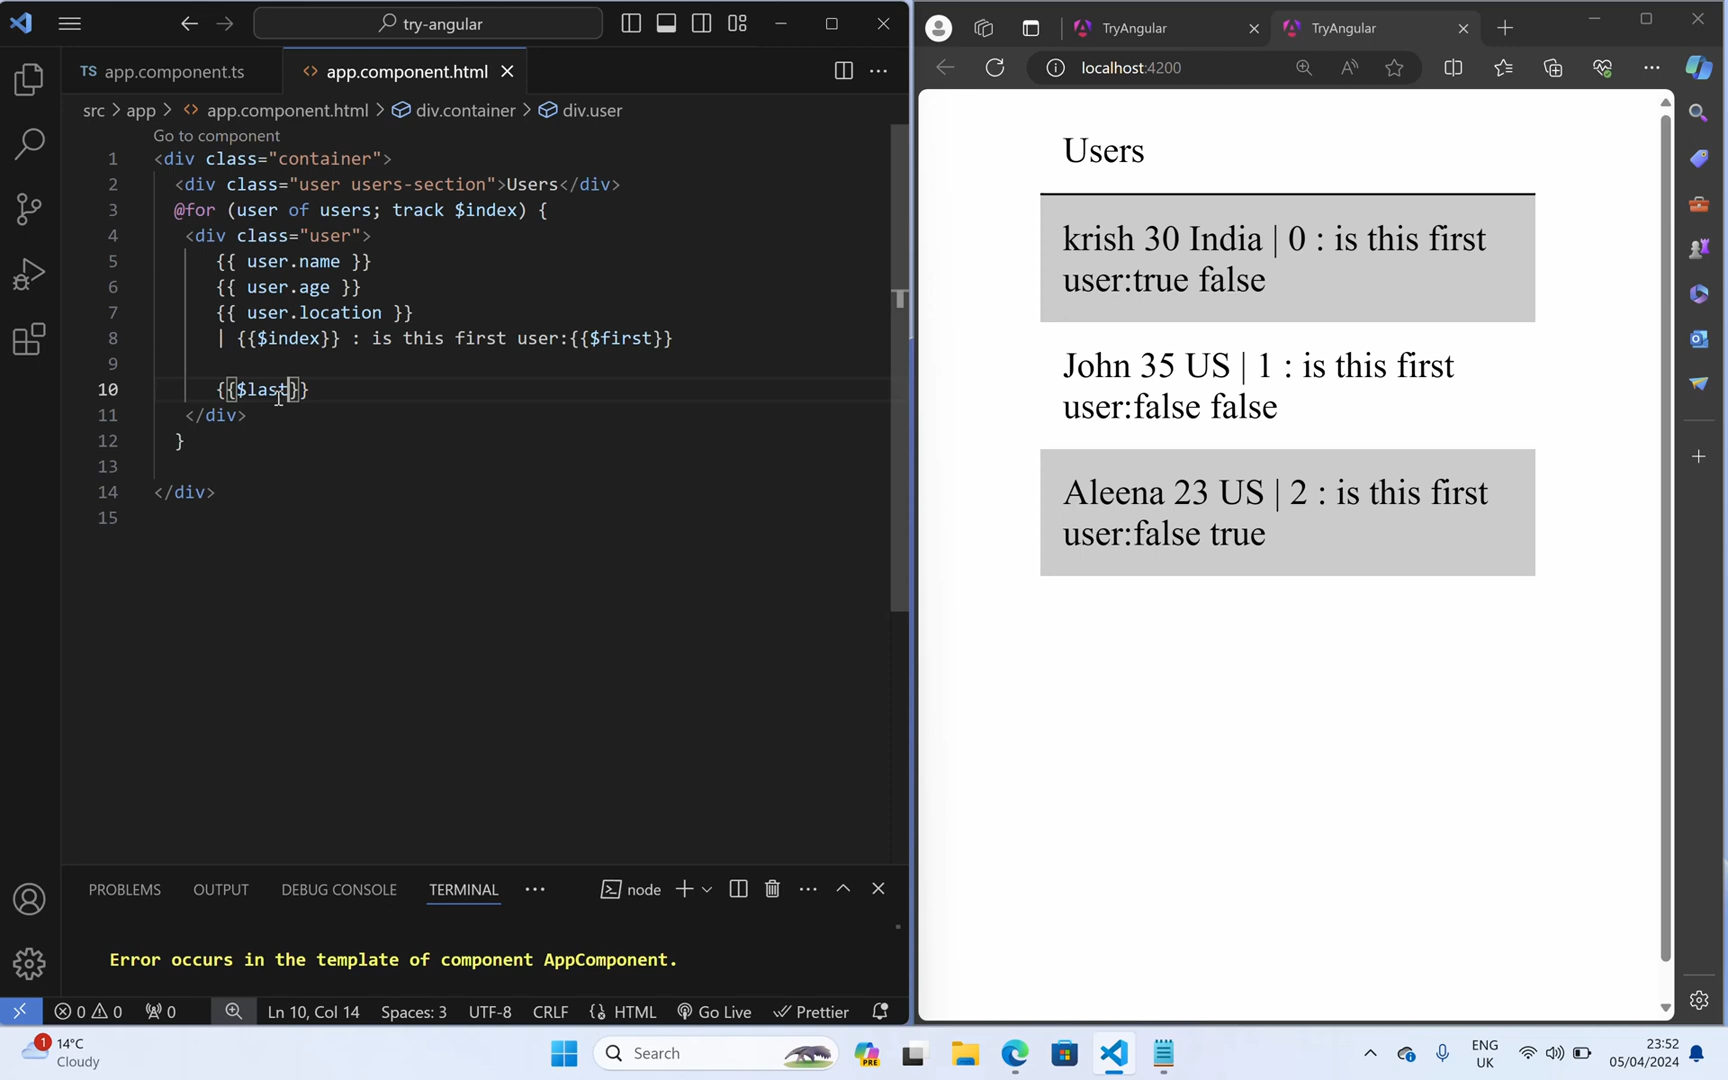 try-angular
TS app.component.ts
<> app.component.html
src > app > <> app.component.html > div.container > div.user
Go to component
1 <div class="container">
2 <div class="user users-section">Users</div>
3 @for (user of users; track $index) {
4 <div class="user">
5 {{ user.name }}
6 {{ user.age }}
7 {{ user.location }}
8 | {{$index}} : is this first user:{{$first}}
9
10 {{$last}}
11 </div>
12 }
13
14 </div>
15
PROBLEMS OUTPUT DEBUG CONSOLE TERMINAL ... node
Error occurs in the template of component AppComponent.
0 0 0 Ln 10, Col 14 Spaces: 3 UTF-8 CRLF {} HTML Go Live Prettier
TryAngular
TryAngular
localhost:4200
Users
krish 30 India | 0 : is this first
user:true false
John 35 US | 1 : is this first
user:false false
Aleena 23 US | 2 : is this first
user:false true
1
14°C
Cloudy
Search
PRE
ENG
UK
23:52
05/04/2024